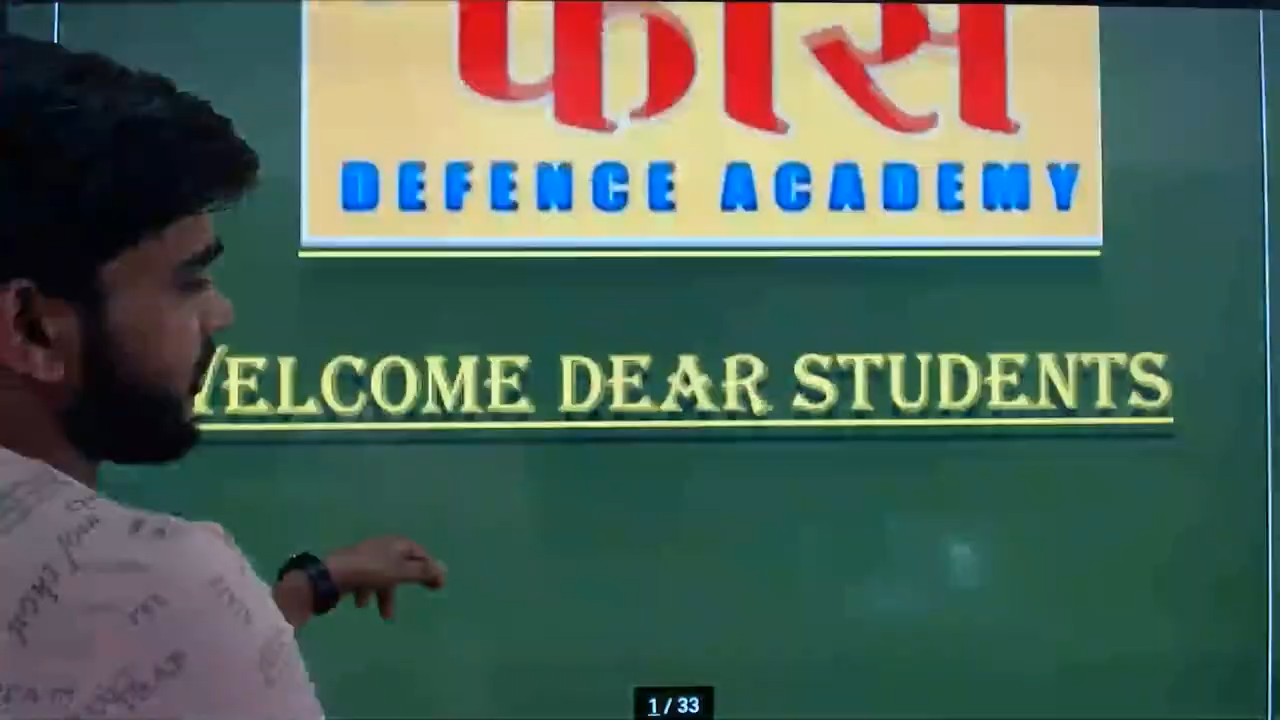 फोर्स
DEFENCE ACADEMY
WELCOME DEAR STUDENTS
1 / 33